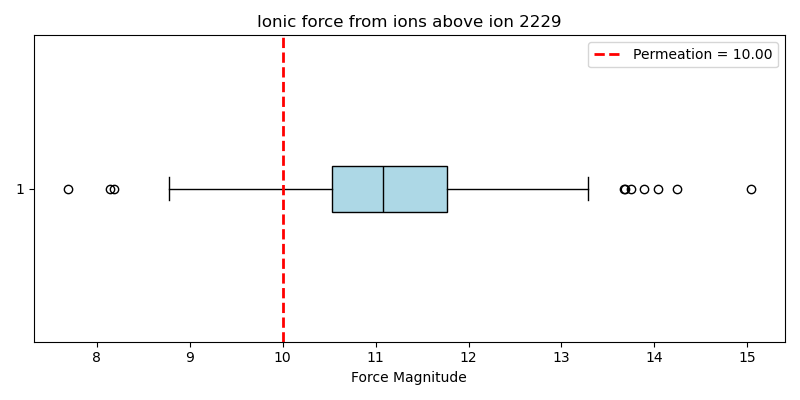 Ionic force from ions above ion 2229
Permeation = 10.00
1
8 9 10 11 12 13 14 15
Force Magnitude